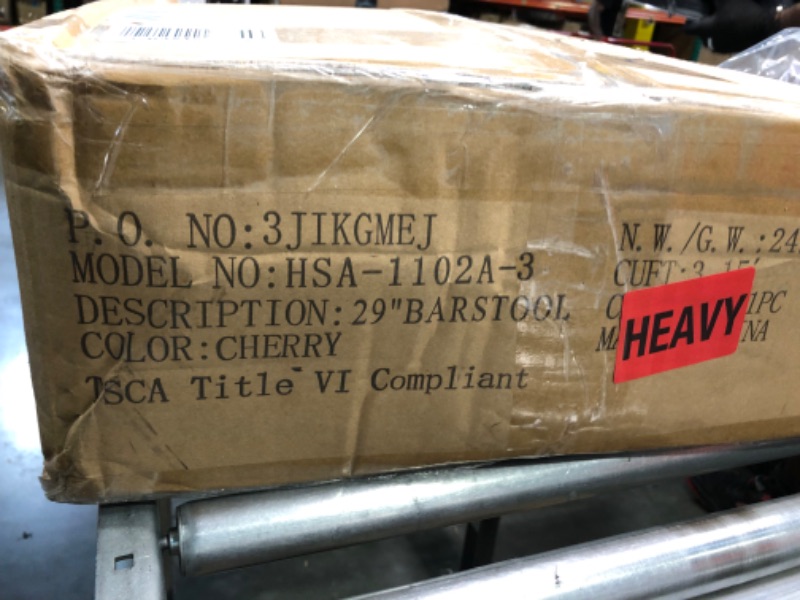 P. O. NO:3JIKGMEJ
MODEL NO:HSA-1102A-3
DESCRIPTION:29"BARSTOOL
COLOR:CHERRY
TSCA Title VI Compliant
N. W. /G. W. :24
CUFT:3.15'
1PC
HEAVY